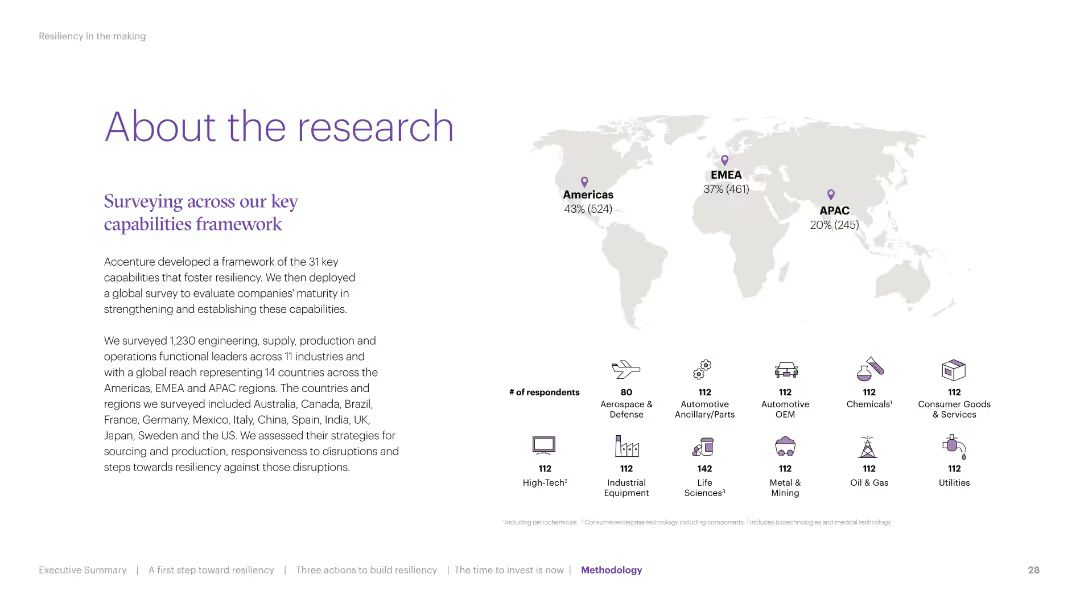 Resiliency in the making
About the research
Surveying across our key
capabilities framework
Accenture developed a framework of the 31 key
capabilities that foster resiliency. We then deployed
a global survey to evaluate companies' maturity in
strengthening and establishing these capabilities.
We surveyed 1,230 engineering, supply, production and
operations functional leaders across 11 industries and
with a global reach representing 14 countries across the
Americas, EMEA and APAC regions. The countries and
regions we surveyed included Australia, Canada, Brazil,
France, Germany, Mexico, Italy, China, Spain, India, UK,
Japan, Sweden and the US. We assessed their strategies for
sourcing and production, responsiveness to disruptions and
steps towards resiliency against those disruptions.
Americas
43% (524)
EMEA
37% (461)
APAC
20% (245)
# of respondents
80
Aerospace &
Defense
112
Automotive
Ancillary/Parts
112
Automotive
OEM
112
Chemicals¹
112
Consumer Goods
& Services
112
High-Tech²
112
Industrial
Equipment
142
Life
Sciences³
112
Metal &
Mining
112
Oil & Gas
112
Utilities
¹ Including petrochemicals. ² Consumer/enterprise technology including components. ³ Includes biotechnologies and medical technology
Executive Summary | A first step toward resiliency | Three actions to build resiliency | The time to invest is now | Methodology
28